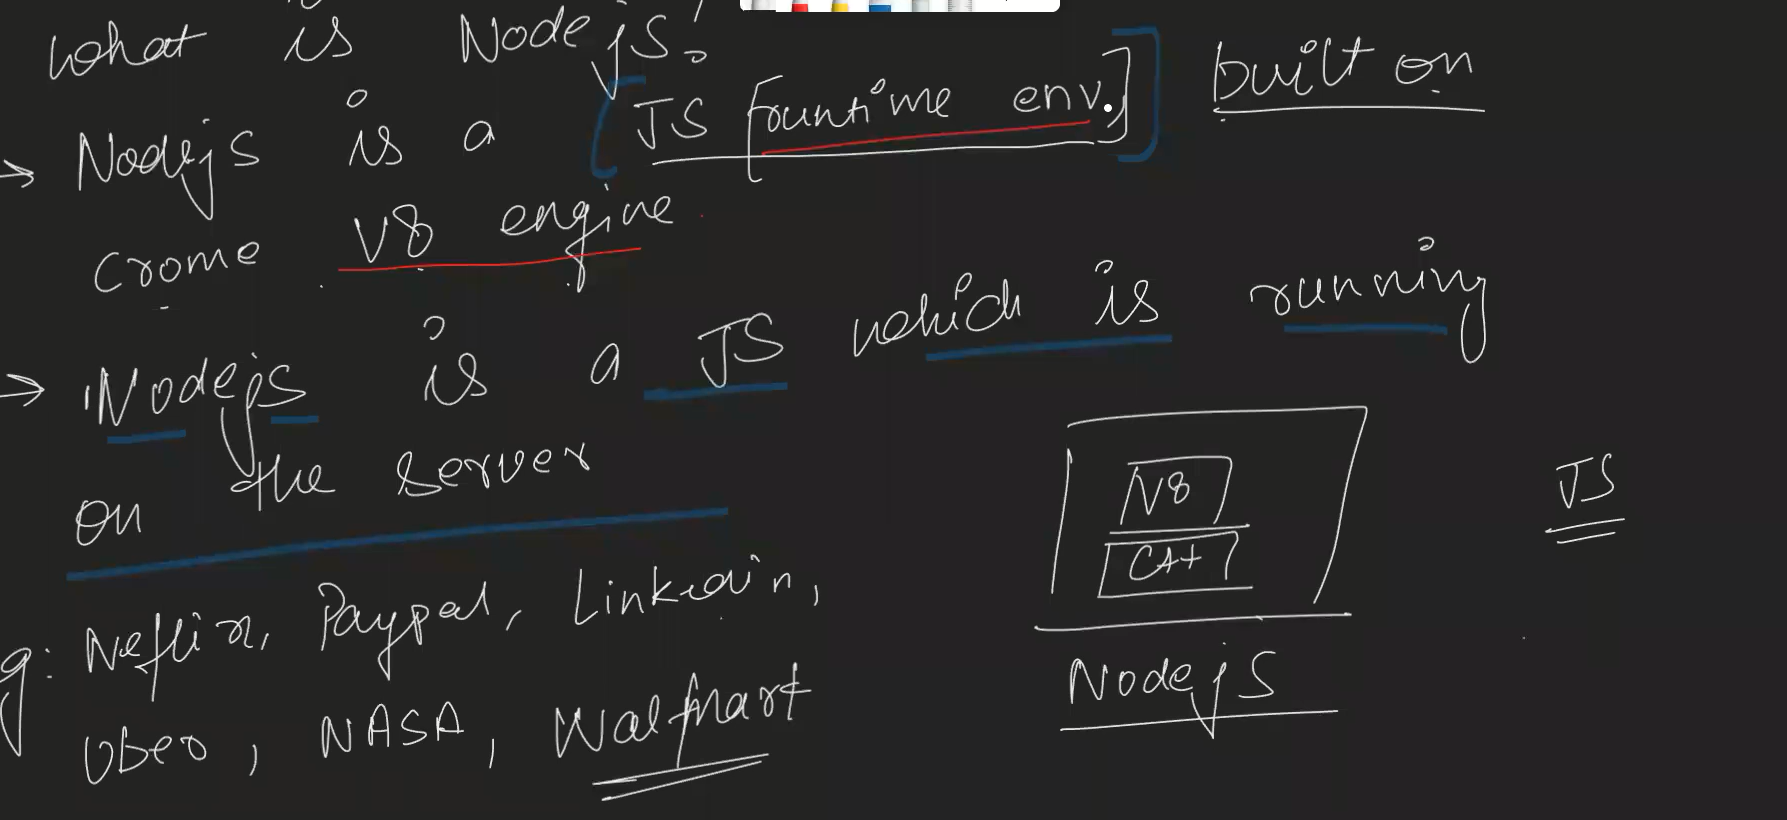 what is Nodejs?
→ Nodejs is a [JS [runtime env.]] built on
Crome V8 engine
→ Nodejs is a JS which is running
on the server
g: Neflix, Paypal, Linkedin,
Uber, NASA, Walmart
V8
C++
Nodejs
JS